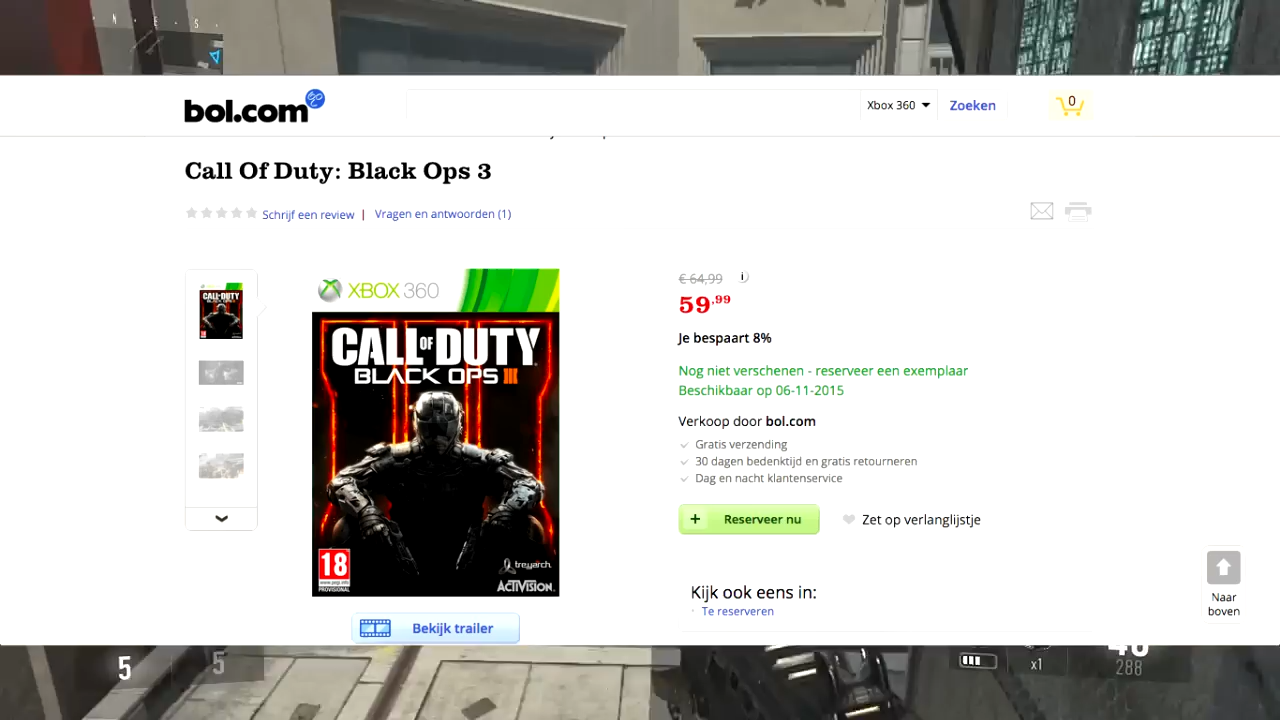 N . E . S .
bol.com
Xbox 360
Zoeken
0
Call Of Duty: Black Ops 3
Schrijf een review | Vragen en antwoorden (1)
XBOX 360
CALL OF DUTY
BLACK OPS III
18
www.pegi.info
PROVISIONAL
TREYARCH
ACTIVISION
€ 64,99
i
59,99
Je bespaart 8%
Nog niet verschenen - reserveer een exemplaar
Beschikbaar op 06-11-2015
Verkoop door bol.com
Gratis verzending
30 dagen bedenktijd en gratis retourneren
Dag en nacht klantenservice
+ Reserveer nu
Zet op verlanglijstje
Kijk ook eens in:
Te reserveren
Naar
boven
Bekijk trailer
5
5
x1
288